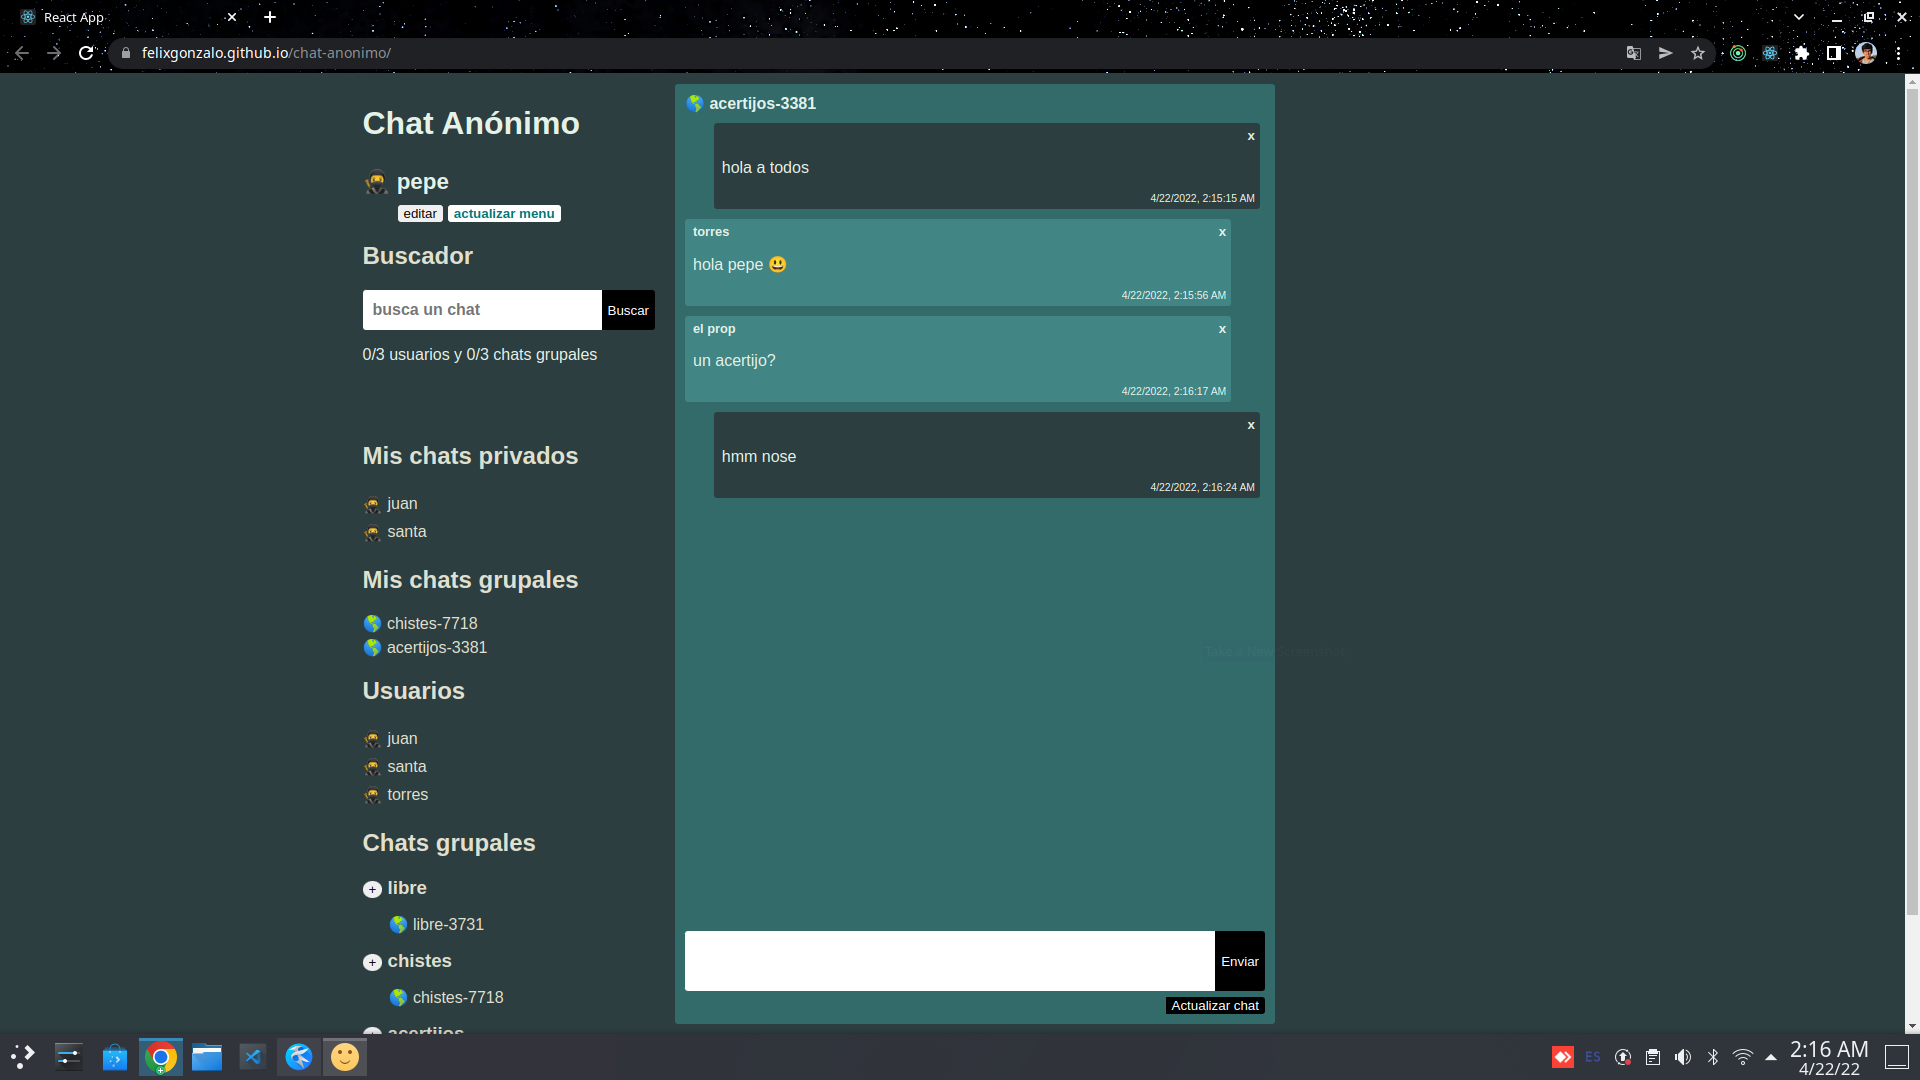 React App
felixgonzalo.github.io/chat-anonimo/
Chat Anónimo
pepe
editar
actualizar menu
Buscador
busca un chat
Buscar
0/3 usuarios y 0/3 chats grupales
Mis chats privados
juan
santa
Mis chats grupales
chistes-7718
acertijos-3381
Usuarios
juan
santa
torres
Chats grupales
+ libre
libre-3731
+ chistes
chistes-7718
acertijos
acertijos-3381
x
hola a todos
4/22/2022, 2:15:15 AM
torres
x
hola pepe 😃
4/22/2022, 2:15:56 AM
el prop
x
un acertijo?
4/22/2022, 2:16:17 AM
x
hmm nose
4/22/2022, 2:16:24 AM
Enviar
Actualizar chat
ES
2:16 AM
4/22/22